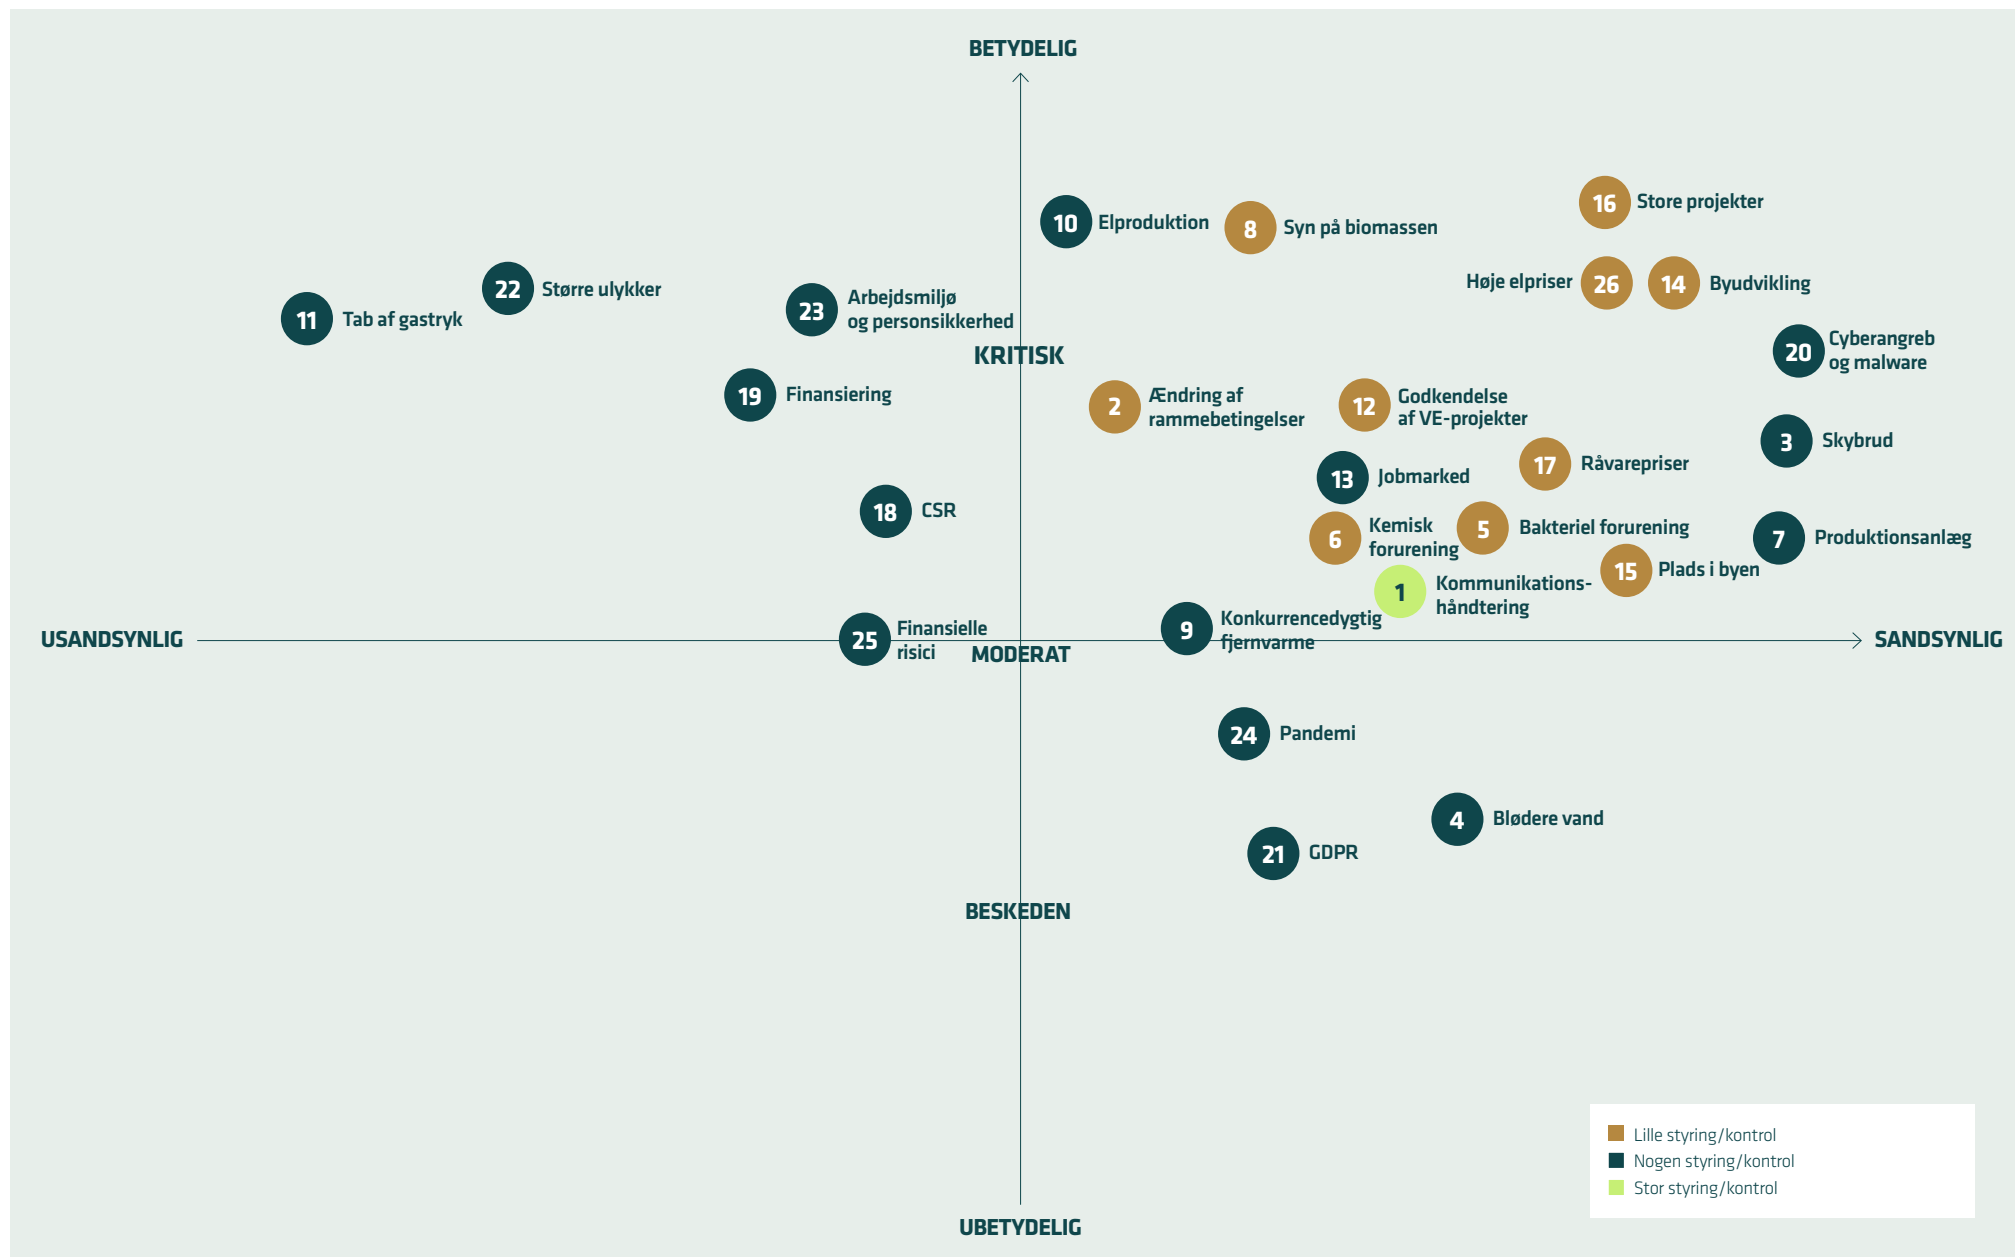 BETYDELIG
16 Store projekter
10 Elproduktion
8 Syn på biomassen
Høje elpriser 26
14 Byudvikling
22 Større ulykker
23 Arbejdsmiljø
og personsikkerhed
11 Tab af gastryk
20 Cyberangreb
og malware
KRITISK
19 Finansiering
2 Ændring af
rammebetingelser
12 Godkendelse
af VE-projekter
3 Skybrud
17 Råvarepriser
13 Jobmarked
18 CSR
6 Kemisk
forurening
5 Bakteriel forurening
7 Produktionsanlæg
15 Plads i byen
1 Kommunikations-
håndtering
9 Konkurrencedygtig
fjernvarme
25 Finansielle
risici
USANDSYNLIG
MODERAT
SANDSYNLIG
24 Pandemi
4 Blødere vand
21 GDPR
BESKEDEN
Lille styring/kontrol
Nogen styring/kontrol
Stor styring/kontrol
UBETYDELIG